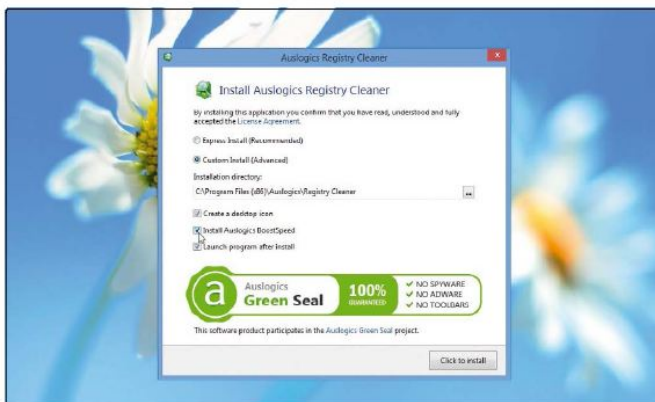 Auslogics Registry Cleaner
Install Auslogics Registry Cleaner
By installing this application you confirm that you have read, understood and fully
accepted the License Agreement.
Express Install (Recommended)
Custom Install (Advanced)
Installation directory:
C:\Program Files (x86)\Auslogics\Registry Cleaner
...
Create a desktop icon
Install Auslogics BoostSpeed
Launch program after install
a
Auslogics
Green Seal
100%
GUARANTEED
NO SPYWARE
NO ADWARE
NO TOOLBARS
This software product participates in the Auslogics Green Seal project.
Click to install